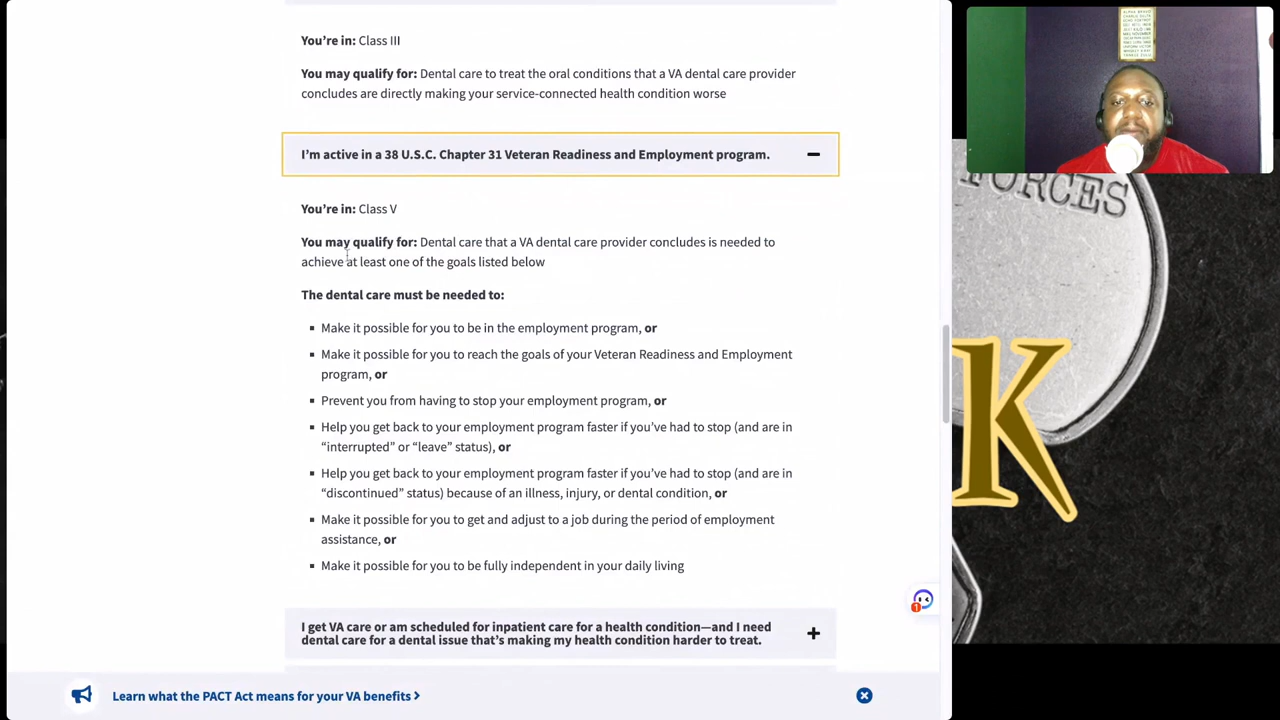 You're in: Class III
You may qualify for: Dental care to treat the oral conditions that a VA dental care provider
concludes are directly making your service-connected health condition worse
I'm active in a 38 U.S.C. Chapter 31 Veteran Readiness and Employment program.
You're in: Class V
You may qualify for: Dental care that a VA dental care provider concludes is needed to
achieve at least one of the goals listed below
The dental care must be needed to:
Make it possible for you to be in the employment program, or
Make it possible for you to reach the goals of your Veteran Readiness and Employment
program, or
Prevent you from having to stop your employment program, or
Help you get back to your employment program faster if you've had to stop (and are in
“interrupted” or “leave” status), or
Help you get back to your employment program faster if you've had to stop (and are in
“discontinued” status) because of an illness, injury, or dental condition, or
Make it possible for you to get and adjust to a job during the period of employment
assistance, or
Make it possible for you to be fully independent in your daily living
I get VA care or am scheduled for inpatient care for a health condition—and I need
dental care for a dental issue that's making my health condition harder to treat.
1
Learn what the PACT Act means for your VA benefits
FORCES
K